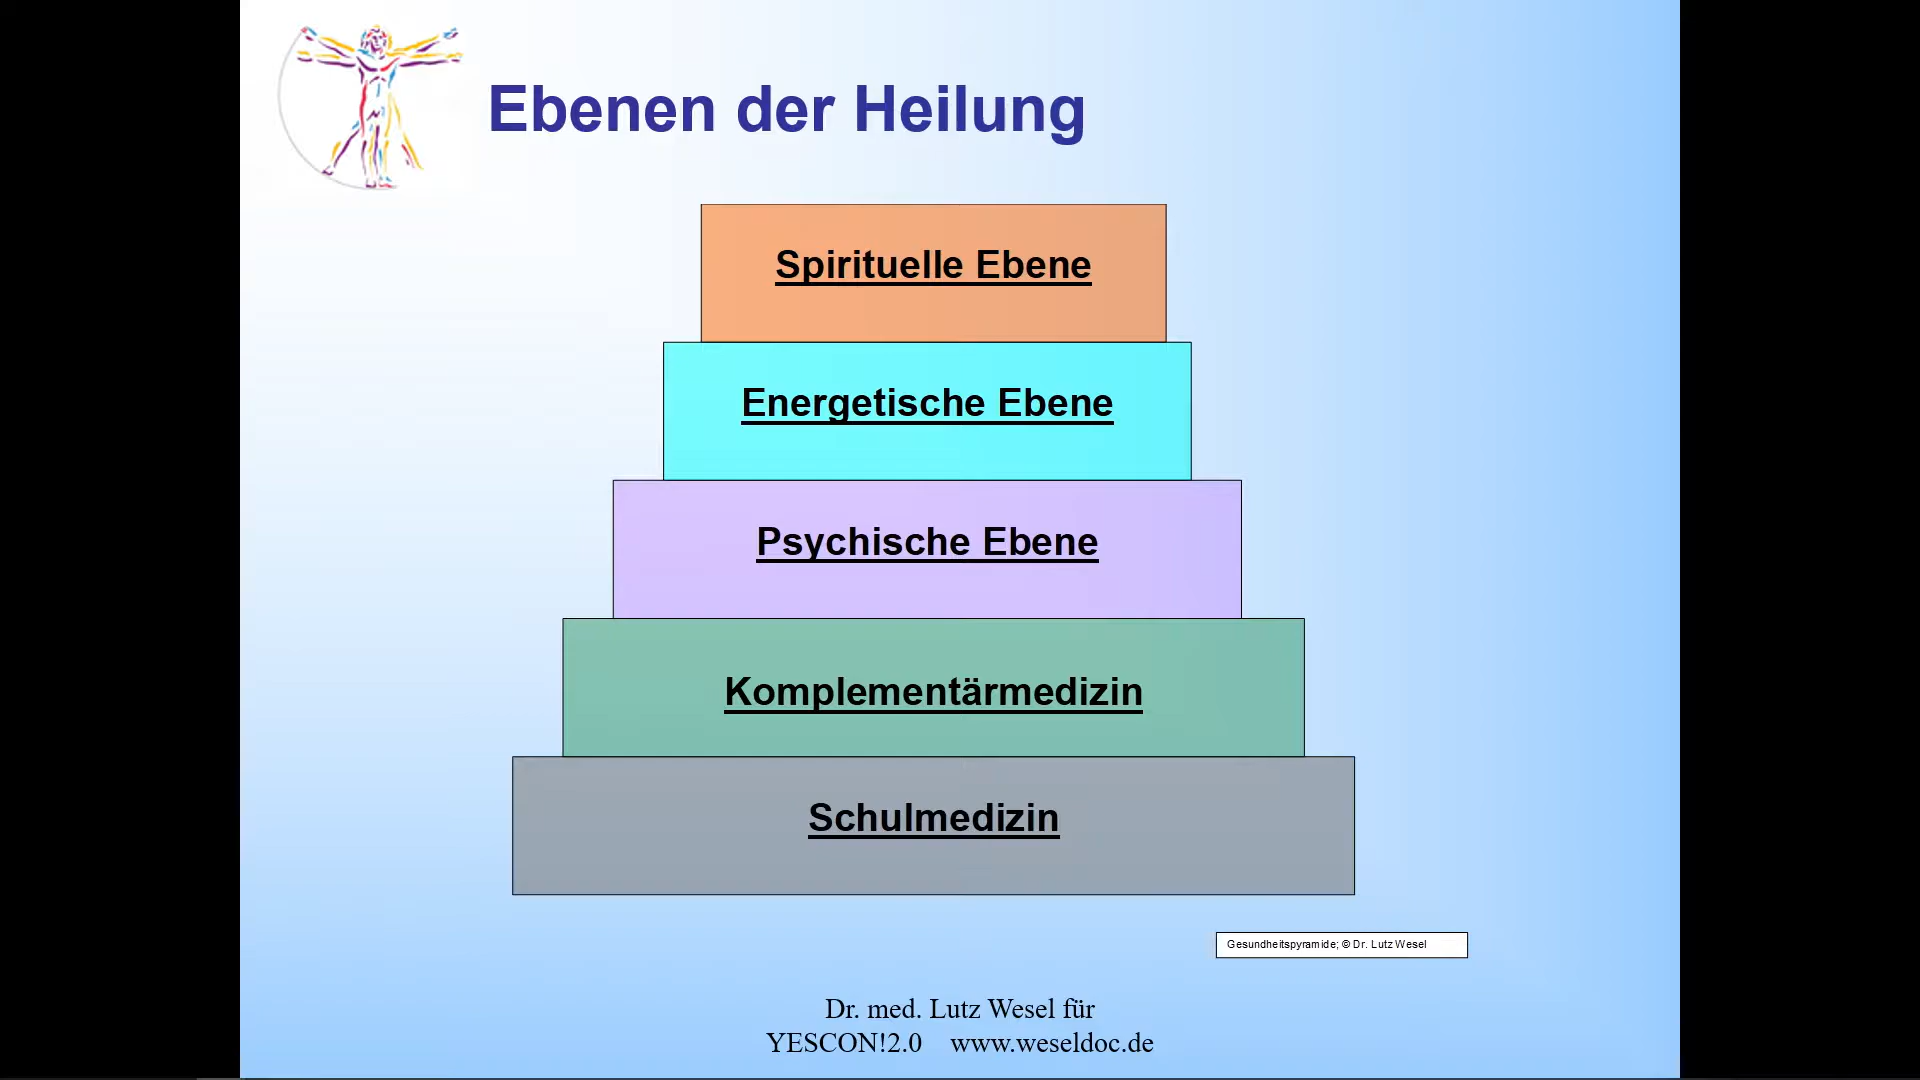 Ebenen der Heilung
Spirituelle Ebene
Energetische Ebene
Psychische Ebene
Komplementärmedizin
Schulmedizin
Gesundheitspyramide; © Dr. Lutz Wesel
Dr. med. Lutz Wesel für
YESCON!2.0 www.weseldoc.de